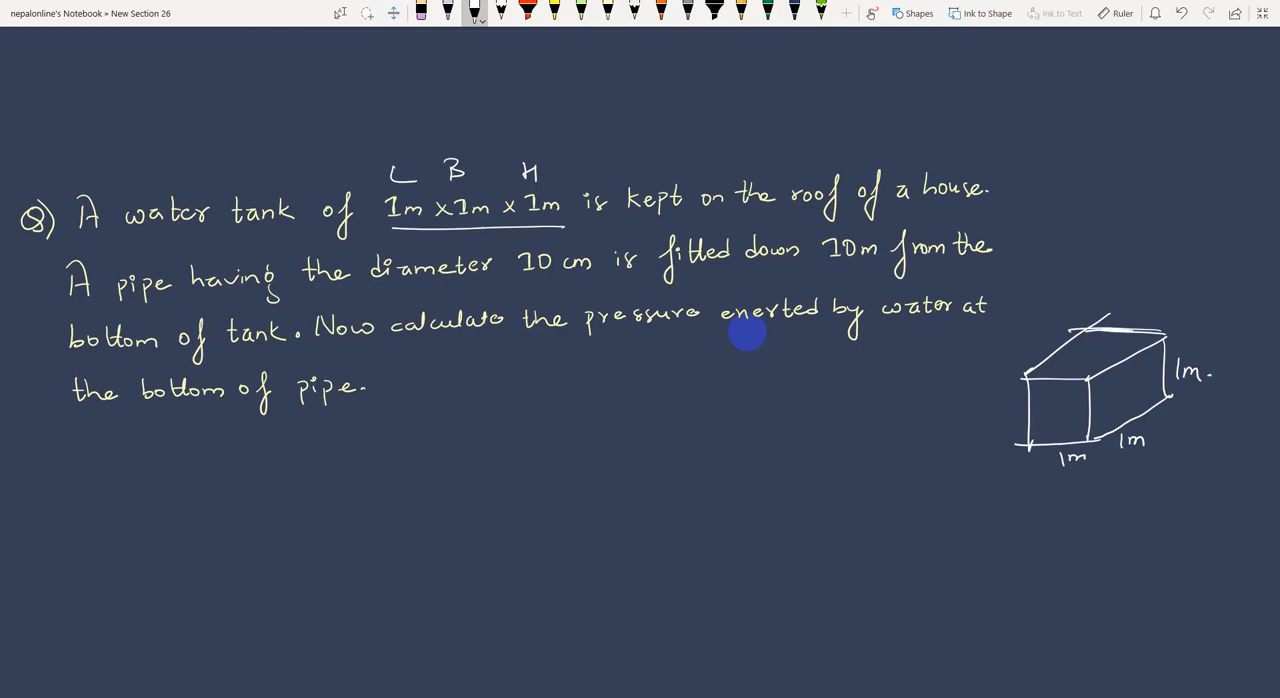 nepalonline's Notebook » New Section 26
Shapes Ink to Shape Ink to Text Ruler
L B H
Q) A water tank of 1m x 1m x 1m is kept on the roof of a house.
A pipe having the diameter 10 cm is fitted down 10m from the
bottom of tank. Now calculate the pressure enerted by water at
the bottom of pipe.
1m.
1m
1m